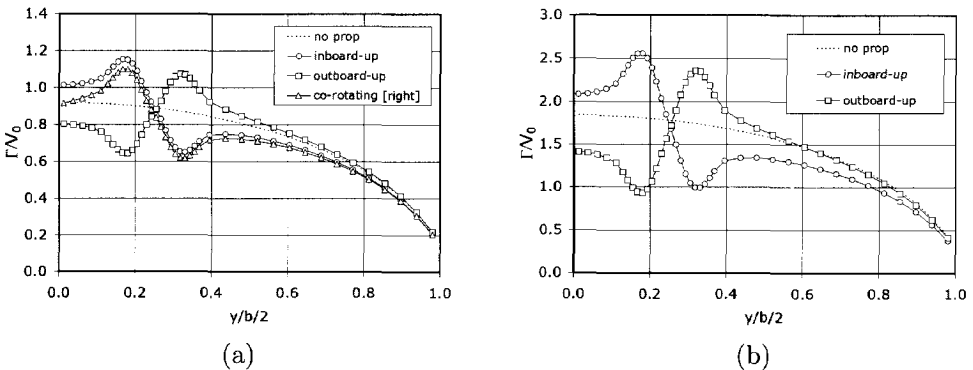 1.4
1.2
1.0
0.8
0.6
0.4
0.2
0.0
Γ/V₀
no prop
inboard-up
outboard-up
co-rotating [right]
0.0 0.2 0.4 0.6 0.8 1.0
y/b/2
(a)
3.0
2.5
2.0
1.5
1.0
0.5
0.0
Γ/V₀
no prop
inboard-up
outboard-up
0.0 0.2 0.4 0.6 0.8 1.0
y/b/2
(b)